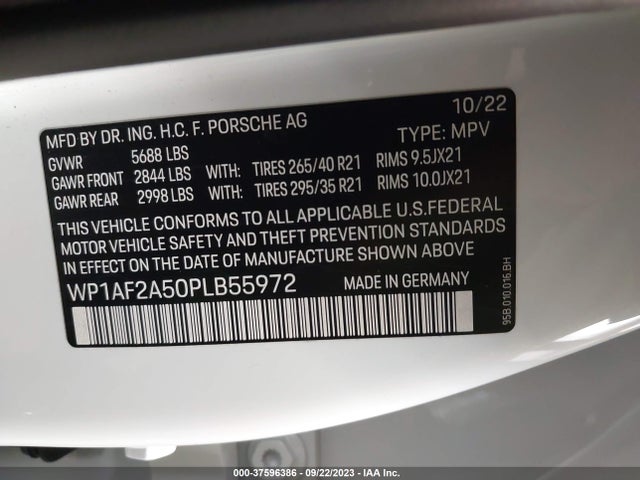 10/22
MFD BY DR. ING. H.C. F. PORSCHE AG
TYPE: MPV
GVWR 5688 LBS
GAWR FRONT 2844 LBS WITH: TIRES 265/40 R21 RIMS 9.5JX21
GAWR REAR 2998 LBS WITH: TIRES 295/35 R21 RIMS 10.0JX21
THIS VEHICLE CONFORMS TO ALL APPLICABLE U.S.FEDERAL
MOTOR VEHICLE SAFETY AND THEFT PREVENTION STANDARDS
IN EFFECT ON THE DATE OF MANUFACTURE SHOWN ABOVE
WP1AF2A50PLB55972 MADE IN GERMANY
95B.010.016.BH
000-37596386 - 09/22/2023 - IAA Inc.